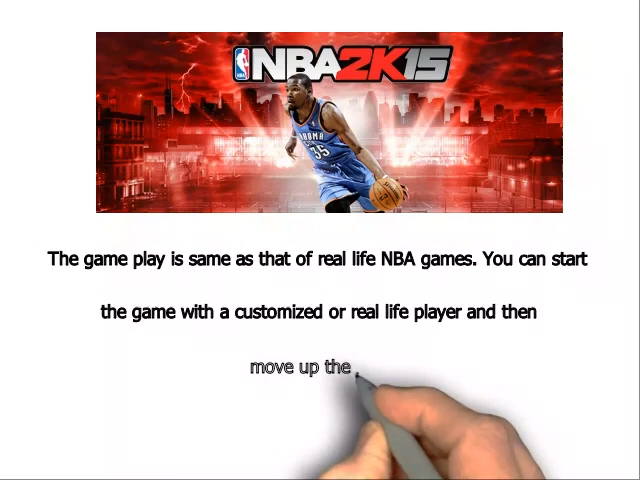 NBA2K15
OMA
35
The game play is same as that of real life NBA games. You can start
the game with a customized or real life player and then
move up the